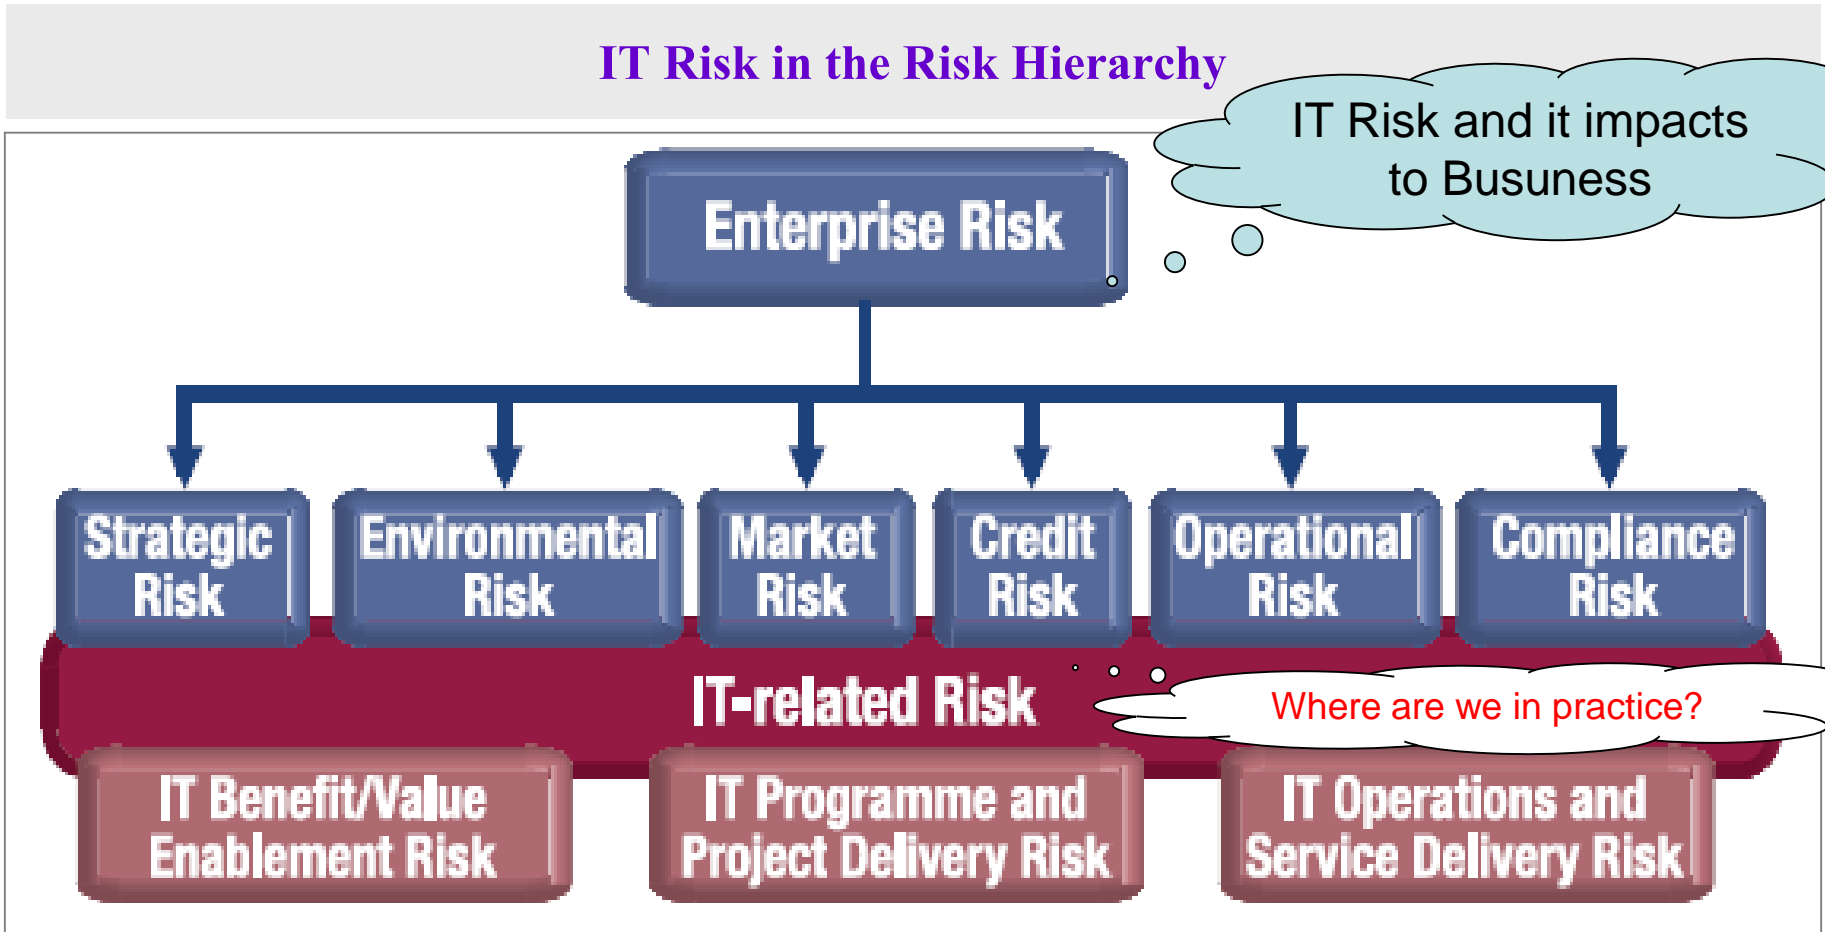 IT Risk in the Risk Hierarchy
IT Risk and it impacts
to Busuness
Enterprise Risk
Strategic
Risk
Environmental
Risk
Market
Risk
Credit
Risk
Operational
Risk
Compliance
Risk
IT-related Risk
Where are we in practice?
IT Benefit/Value
Enablement Risk
IT Programme and
Project Delivery Risk
IT Operations and
Service Delivery Risk